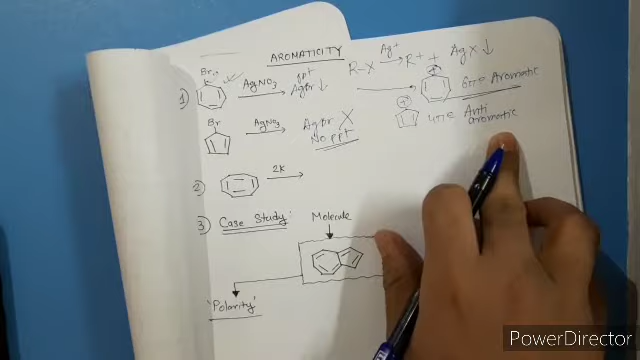 AROMATICITY
1) Br AgNO3 ppt AgBr ↓ R-X Ag+ → R+ + AgX ↓
6πe Aromatic
Br AgNO3 AgBr X No ppt 4πe Anti aromatic
2) 2K
3) Case Study: Molecule
'Polarity'
PowerDirector